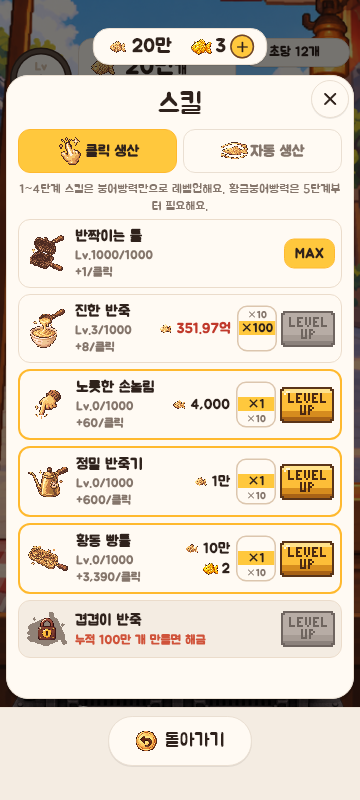 20만
3
초당 12개
Lv
20만개
스킬
클릭 생산
자동 생산
1~4단계 스킬은 붕어빵력만으로 레벨업해요. 황금붕어빵력은 5단계부
터 필요해요.
반짝이는 틀
Lv.1000/1000
+1/클릭
MAX
진한 반죽
Lv.3/1000
+8/클릭
351.97억
×10
×100
LEVEL
UP
노릇한 손놀림
Lv.0/1000
+60/클릭
4,000
×1
×10
LEVEL
UP
정밀 반죽기
Lv.0/1000
+600/클릭
1만
×1
×10
LEVEL
UP
황동 빵틀
Lv.0/1000
+3,390/클릭
10만
2
×1
×10
LEVEL
UP
겹겹이 반죽
누적 100만 개 만들면 해금
LEVEL
UP
돌아가기